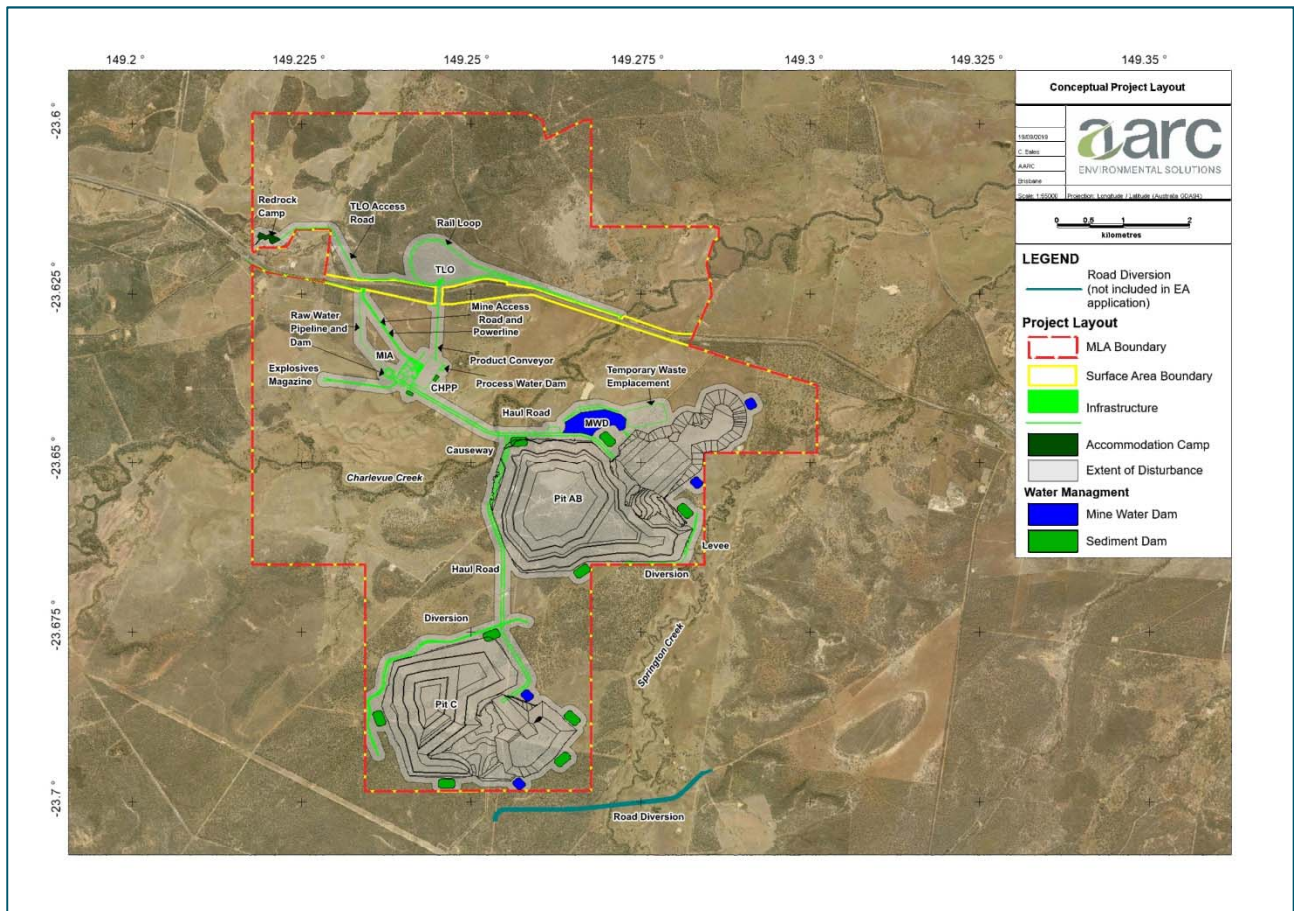 149.2 °
149.225 °
149.25 °
149.275 °
149.3 °
149.325 °
149.35 °
-23.6
-23.625
-23.65
-23.675
-23.7
Redrock
Camp
TLO Access
Road
Rail Loop
TLO
Raw Water
Pipeline and
Dam
Mine Access
Road and
Powerline
MIA
Explosives
Magazine
Product Conveyor
CHPP
Process Water Dam
Temporary Waste
Emplacement
Haul Road
MWD
Causeway
Charlevue Creek
Pit AB
Levee
Haul Road
Diversion
Diversion
Springton Creek
Pit C
Road Diversion
Conceptual Project Layout
AARC
Brisbane
Scale: 1:55000
Projection: Longitude / Latitude (Australia GDA94)
aarc
ENVIRONMENTAL SOLUTIONS
0 0.5 1 2
kilometres
LEGEND
Road Diversion
(not included in EA
application)
Project Layout
MLA Boundary
Surface Area Boundary
Infrastructure
Accommodation Camp
Extent of Disturbance
Water Managment
Mine Water Dam
Sediment Dam